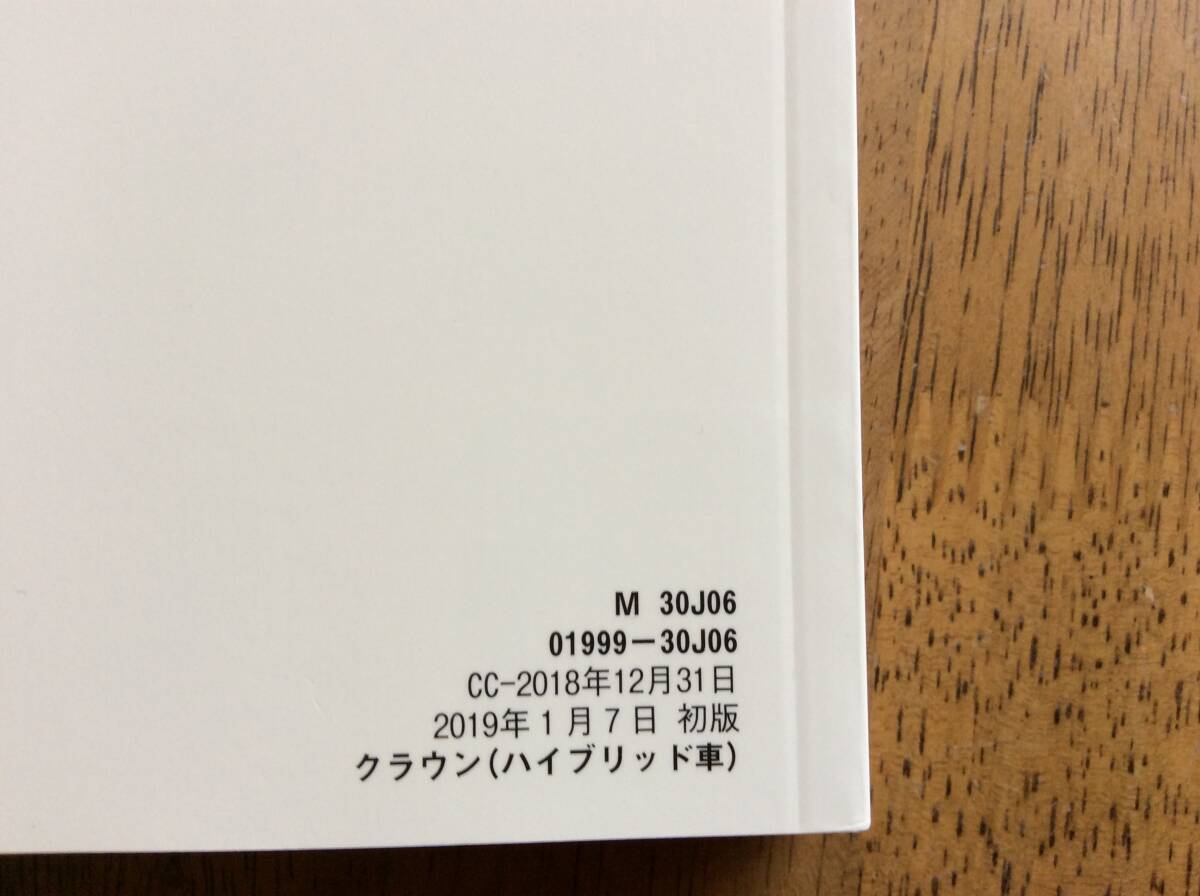 M 30J06
01999-30J06
CC-2018年12月31日
2019年1月7日 初版
クラウン(ハイブリッド車)